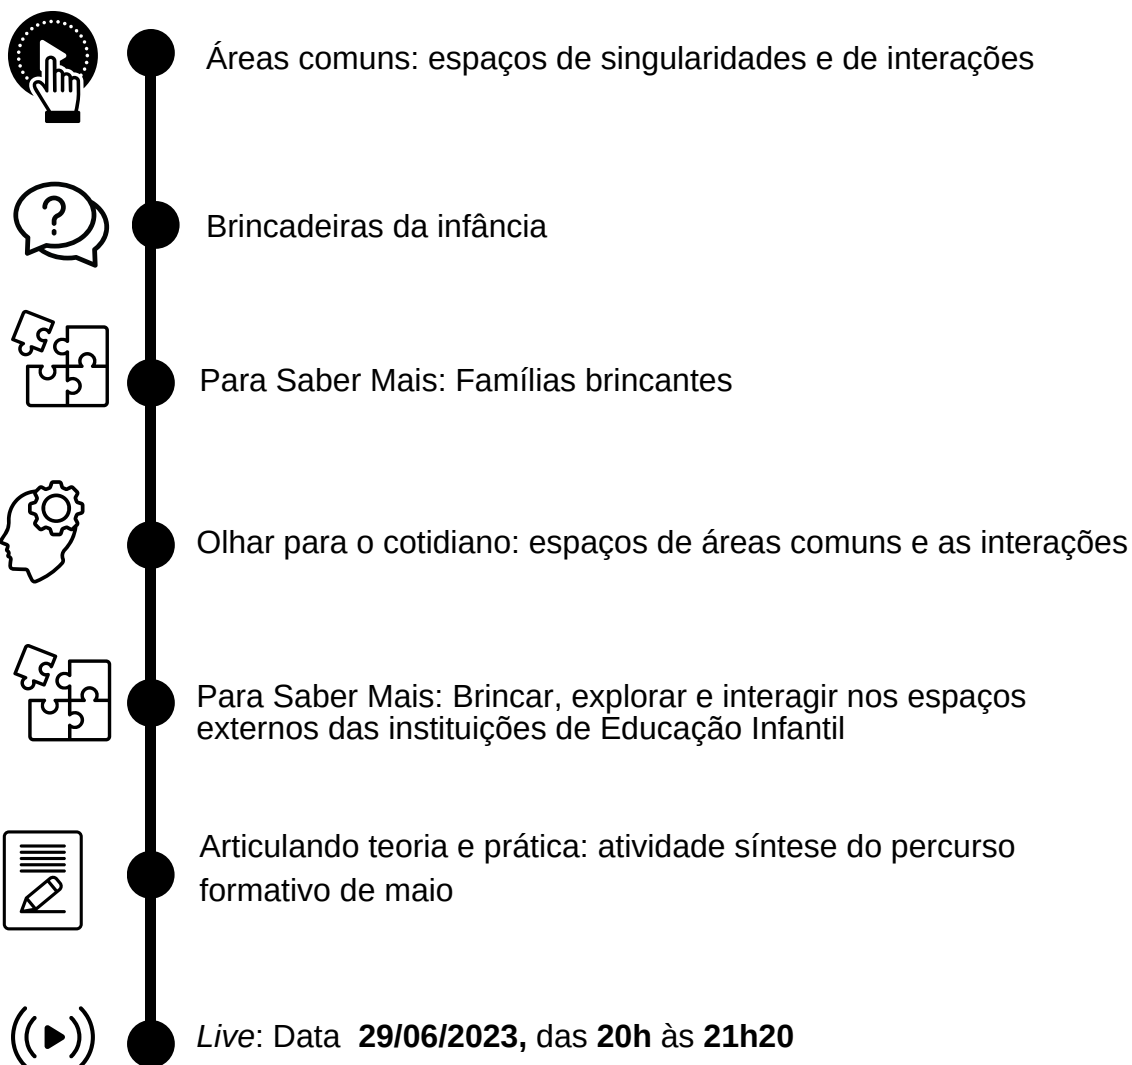 Áreas comuns: espaços de singularidades e de interações
?
Brincadeiras da infância
Para Saber Mais: Famílias brincantes
Olhar para o cotidiano: espaços de áreas comuns e as interações
Para Saber Mais: Brincar, explorar e interagir nos espaços
externos das instituições de Educação Infantil
Articulando teoria e prática: atividade síntese do percurso
formativo de maio
Live: Data 29/06/2023, das 20h às 21h20